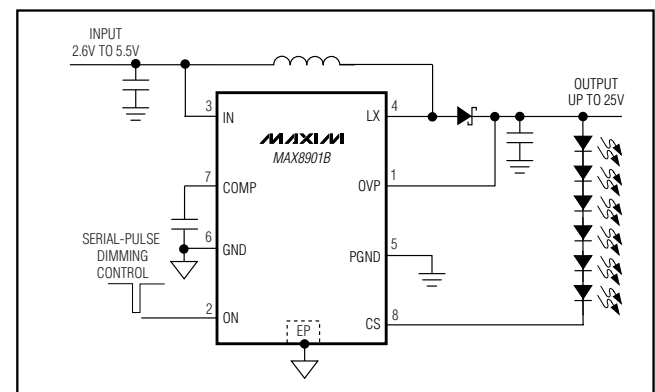 INPUT
2.6V TO 5.5V
OUTPUT
UP TO 25V
3
IN
LX
4
MAXIM
MAX8901B
7
COMP
OVP
1
SERIAL-PULSE
DIMMING
CONTROL
6
GND
PGND
5
2
ON
EP
CS
8